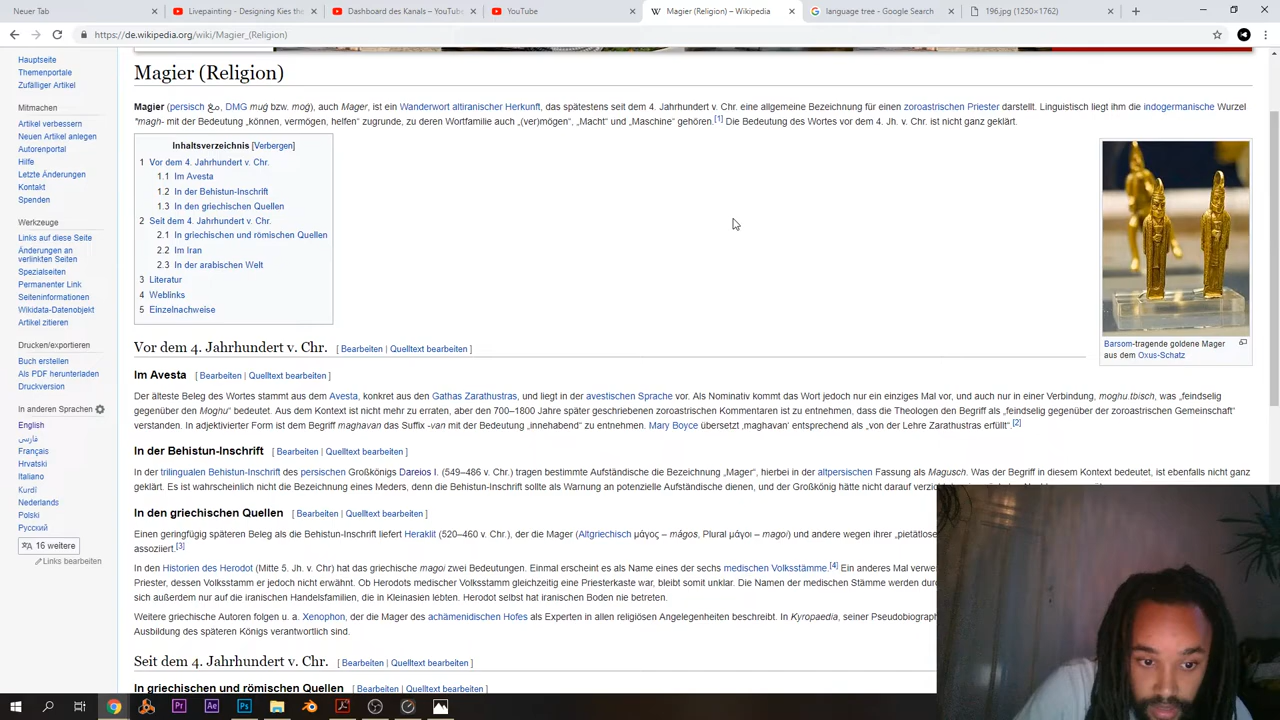 Neuer Tab
Livepainting - Designing Kies the
Dashboard des Kanals – YouTube
YouTube
Magier (Religion) – Wikipedia
language tree - Google Search
196.jpg (1250×1762)
https://de.wikipedia.org/wiki/Magier_(Religion)
Hauptseite
Themenportale
Zufälliger Artikel
Mitmachen
Artikel verbessern
Neuen Artikel anlegen
Autorenportal
Hilfe
Letzte Änderungen
Kontakt
Spenden
Werkzeuge
Links auf diese Seite
Änderungen an
verlinkten Seiten
Spezialseiten
Permanenter Link
Seiteninformationen
Wikidata-Datenobjekt
Artikel zitieren
Drucken/exportieren
Buch erstellen
Als PDF herunterladen
Druckversion
In anderen Sprachen
English
فارسی
Français
Hrvatski
Italiano
Kurdî
Nederlands
Polski
Русский
16 weitere
Links bearbeiten
Magier (Religion)
Magier (persisch مغ, DMG muġ bzw. moġ), auch Mager, ist ein Wanderwort altiranischer Herkunft, das spätestens seit dem 4. Jahrhundert v. Chr. eine allgemeine Bezeichnung für einen zoroastrischen Priester darstellt. Linguistisch liegt ihm die indogermanische Wurzel
*magh- mit der Bedeutung „können, vermögen, helfen“ zugrunde, zu deren Wortfamilie auch „(ver)mögen“, „Macht“ und „Maschine“ gehören.[1] Die Bedeutung des Wortes vor dem 4. Jh. v. Chr. ist nicht ganz geklärt.
Inhaltsverzeichnis [Verbergen]
1 Vor dem 4. Jahrhundert v. Chr.
1.1 Im Avesta
1.2 In der Behistun-Inschrift
1.3 In den griechischen Quellen
2 Seit dem 4. Jahrhundert v. Chr.
2.1 In griechischen und römischen Quellen
2.2 Im Iran
2.3 In der arabischen Welt
3 Literatur
4 Weblinks
5 Einzelnachweise
Barsom-tragende goldene Mager
aus dem Oxus-Schatz
Vor dem 4. Jahrhundert v. Chr. [ Bearbeiten | Quelltext bearbeiten ]
Im Avesta [ Bearbeiten | Quelltext bearbeiten ]
Der älteste Beleg des Wortes stammt aus dem Avesta, konkret aus den Gathas Zarathustras, und liegt in der avestischen Sprache vor. Als Nominativ kommt das Wort jedoch nur ein einziges Mal vor, und auch nur in einer Verbindung, moghu.tbisch, was „feindselig
gegenüber den Moghu“ bedeutet. Aus dem Kontext ist nicht mehr zu erraten, aber den 700–1800 Jahre später geschriebenen zoroastrischen Kommentaren ist zu entnehmen, dass die Theologen den Begriff als „feindselig gegenüber der zoroastrischen Gemeinschaft“
verstanden. In adjektivierter Form ist dem Begriff maghavan das Suffix -van mit der Bedeutung „innehabend“ zu entnehmen. Mary Boyce übersetzt ‚maghavan‘ entsprechend als „von der Lehre Zarathustras erfüllt“.[2]
In der Behistun-Inschrift [ Bearbeiten | Quelltext bearbeiten ]
In der trilingualen Behistun-Inschrift des persischen Großkönigs Dareios I. (549–486 v. Chr.) tragen bestimmte Aufständische die Bezeichnung „Mager“, hierbei in der altpersischen Fassung als Magusch. Was der Begriff in diesem Kontext bedeutet, ist ebenfalls nicht ganz
geklärt. Es ist wahrscheinlich nicht die Bezeichnung eines Meders, denn die Behistun-Inschrift sollte als Warnung an potenzielle Aufständische dienen, und der Großkönig hätte nicht darauf
In den griechischen Quellen [ Bearbeiten | Quelltext bearbeiten ]
Einen geringfügig späteren Beleg als die Behistun-Inschrift liefert Heraklit (520–460 v. Chr.), der die Mager (Altgriechisch μάγος – mágos, Plural μάγοι – magoi) und andere wegen ihrer „pietätlose
assoziiert.[3]
In den Historien des Herodot (Mitte 5. Jh. v. Chr) hat das griechische magoi zwei Bedeutungen. Einmal erscheint es als Name eines der sechs medischen Volksstämme.[4] Ein anderes Mal verwe
Priester, dessen Volksstamm er jedoch nicht erwähnt. Ob Herodots medischer Volksstamm gleichzeitig eine Priesterkaste war, bleibt somit unklar. Die Namen der medischen Stämme werden dur
sich außerdem nur auf die iranischen Handelsfamilien, die in Kleinasien lebten. Herodot selbst hat iranischen Boden nie betreten.
Weitere griechische Autoren folgen u. a. Xenophon, der die Mager des achämenidischen Hofes als Experten in allen religiösen Angelegenheiten beschreibt. In Kyropaedia, seiner Pseudobiograph
Ausbildung des späteren Königs verantwortlich sind.
Seit dem 4. Jahrhundert v. Chr. [ Bearbeiten | Quelltext bearbeiten ]
In griechischen und römischen Quellen [ Bearbeiten | Quelltext bearbeiten ]